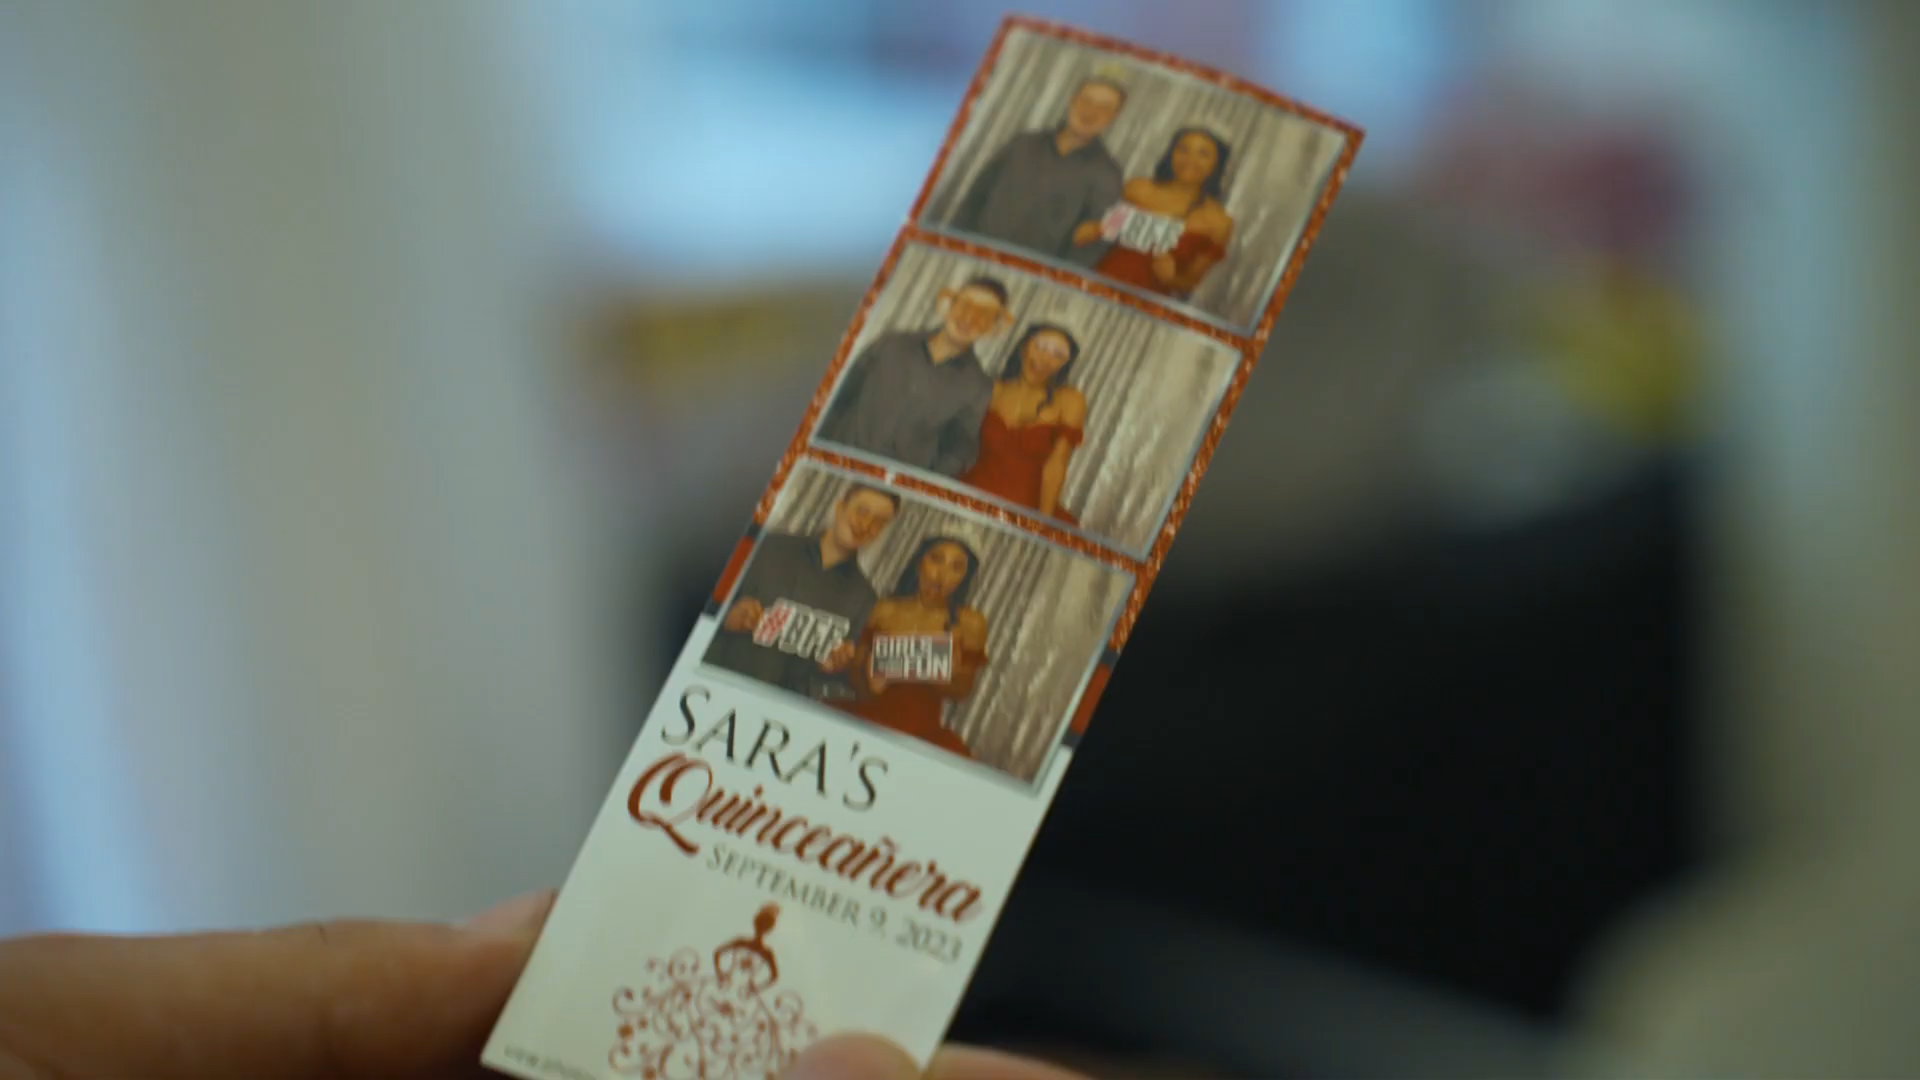 #BFF
#BFF
GIRLS
FUN
SARA'S
Quinceañera
SEPTEMBER 9, 2023